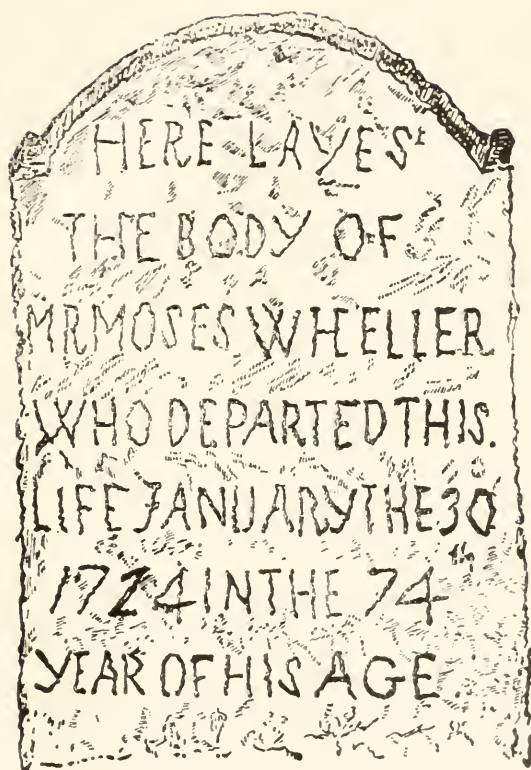 HERE LAYES
THE BODY OF
MR MOSES WHELLER
WHO DEPARTED THIS.
LIFE JANUARY THE 30
1724 IN THE 74th
YEAR OF HIS AGE